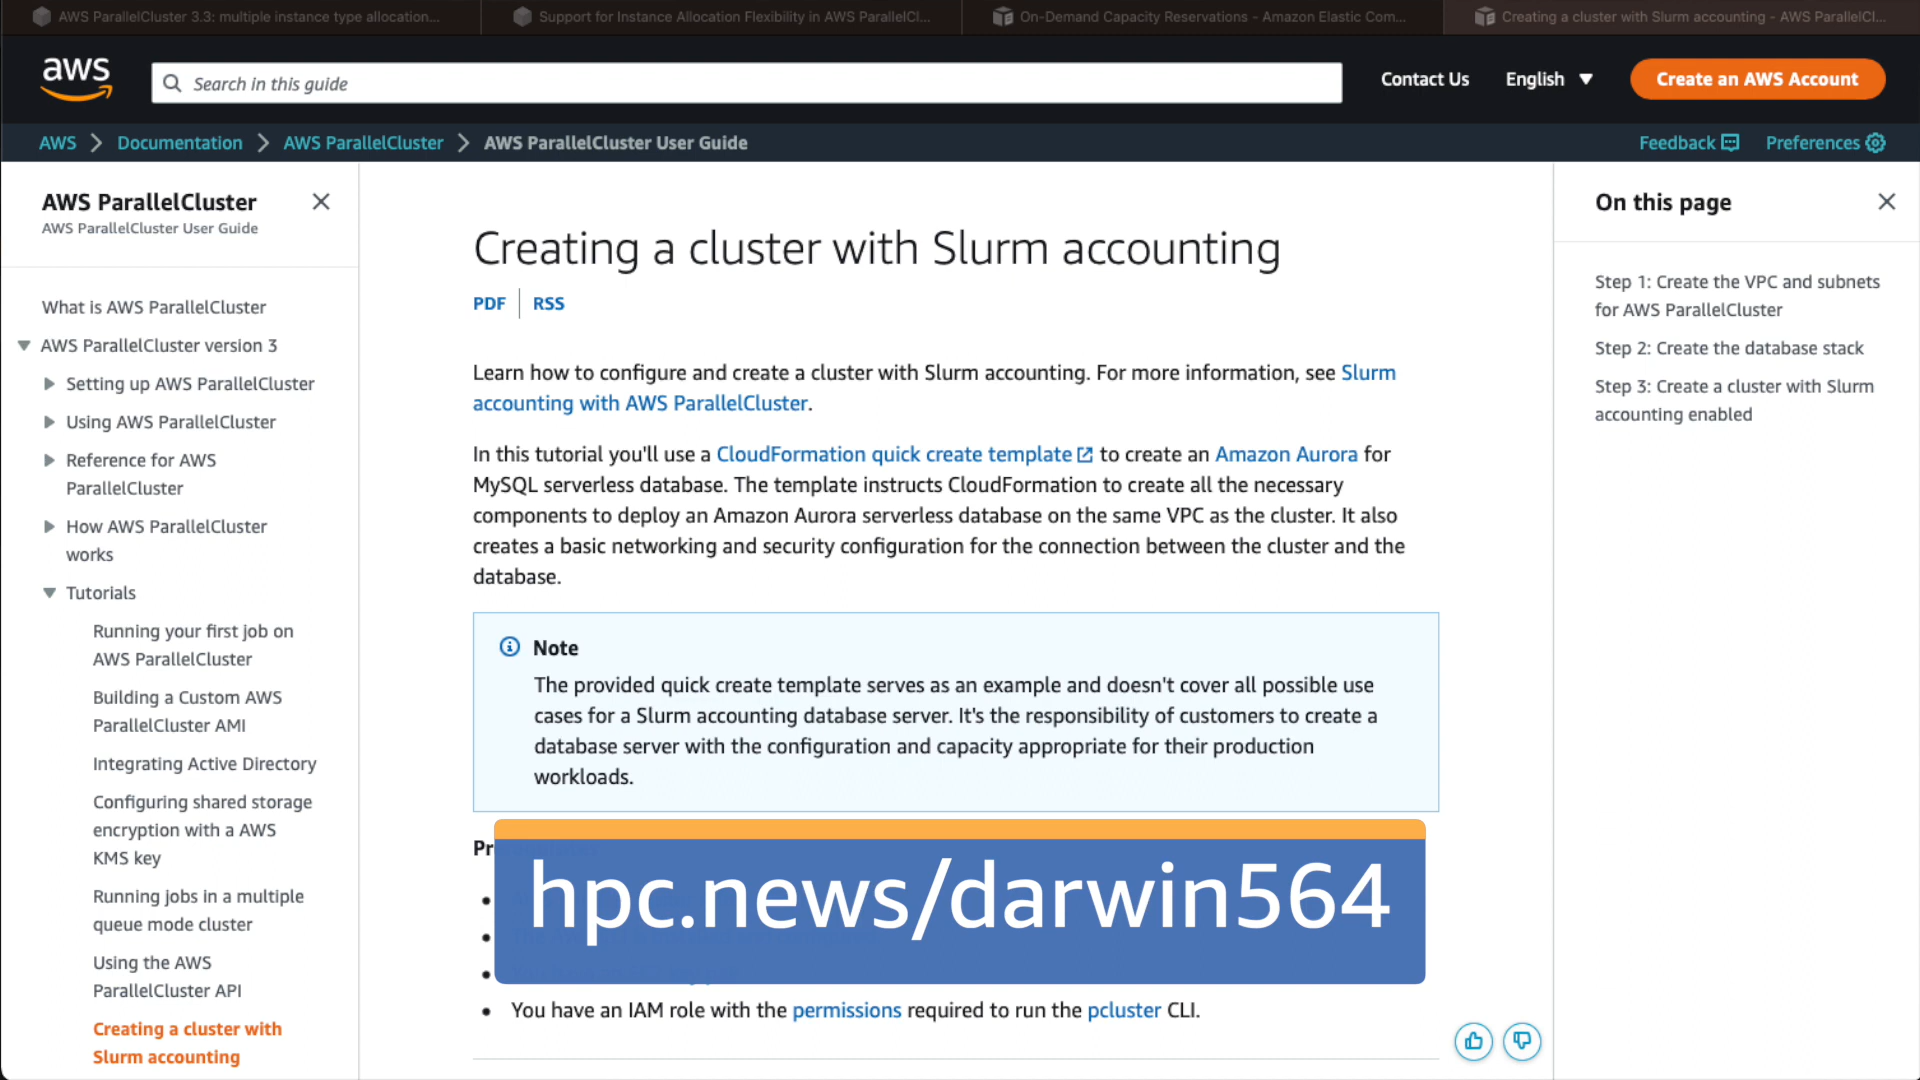 AWS ParallelCluster 3.3: multiple instance type allocation...
Support for Instance Allocation Flexibility in AWS ParallelCl...
On-Demand Capacity Reservations - Amazon Elastic Com...
Creating a cluster with Slurm accounting - AWS ParallelCl...
aws
Search in this guide
Contact Us
English
Create an AWS Account
AWS
Documentation
AWS ParallelCluster
AWS ParallelCluster User Guide
Feedback
Preferences
AWS ParallelCluster
AWS ParallelCluster User Guide
What is AWS ParallelCluster
AWS ParallelCluster version 3
Setting up AWS ParallelCluster
Using AWS ParallelCluster
Reference for AWS
ParallelCluster
How AWS ParallelCluster
works
Tutorials
Running your first job on
AWS ParallelCluster
Building a Custom AWS
ParallelCluster AMI
Integrating Active Directory
Configuring shared storage
encryption with a AWS
KMS key
Running jobs in a multiple
queue mode cluster
Using the AWS
ParallelCluster API
Creating a cluster with
Slurm accounting
Creating a cluster with Slurm accounting
PDF
RSS
Learn how to configure and create a cluster with Slurm accounting. For more information, see Slurm
accounting with AWS ParallelCluster.
In this tutorial you'll use a CloudFormation quick create template to create an Amazon Aurora for
MySQL serverless database. The template instructs CloudFormation to create all the necessary
components to deploy an Amazon Aurora serverless database on the same VPC as the cluster. It also
creates a basic networking and security configuration for the connection between the cluster and the
database.
Note
The provided quick create template serves as an example and doesn't cover all possible use
cases for a Slurm accounting database server. It's the responsibility of customers to create a
database server with the configuration and capacity appropriate for their production
workloads.
hpc.news/darwin564
• You have an IAM role with the permissions required to run the pcluster CLI.
On this page
Step 1: Create the VPC and subnets
for AWS ParallelCluster
Step 2: Create the database stack
Step 3: Create a cluster with Slurm
accounting enabled